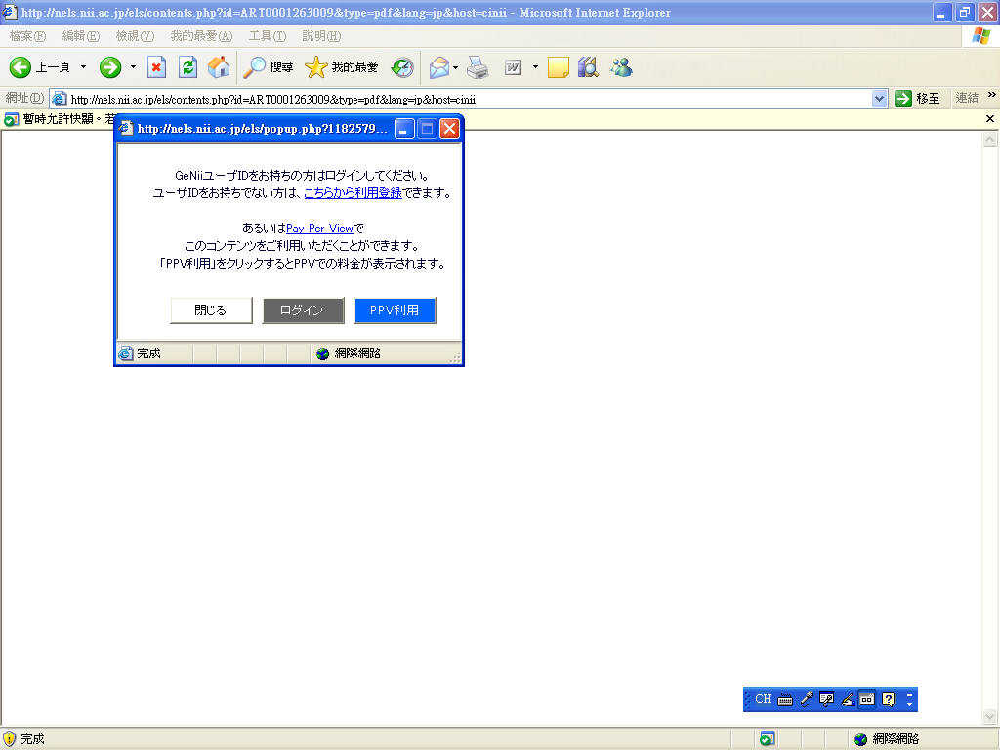 http://nels.nii.ac.jp/els/contents.php?id=ART0001263009&type=pdf&lang=jp&host=cinii - Microsoft Internet Explorer
檔案(F) 編輯(E) 檢視(V) 我的最愛(A) 工具(T) 說明(H)
上一頁 搜尋 我的最愛
網址(D) http://nels.nii.ac.jp/els/contents.php?id=ART0001263009&type=pdf&lang=jp&host=cinii 移至 連結 »
暫時允許快顯。若
http://nels.nii.ac.jp/els/popup.php?1182579...
GeNiiユーザIDをお持ちの方はログインしてください。
ユーザIDをお持ちでない方は、こちらから利用登録できます。
あるいはPay Per Viewで
このコンテンツをご利用いただくことができます。
「PPV利用」をクリックするとPPVでの料金が表示されます。
閉じる ログイン PPV利用
完成 網際網路
CH
完成 網際網路